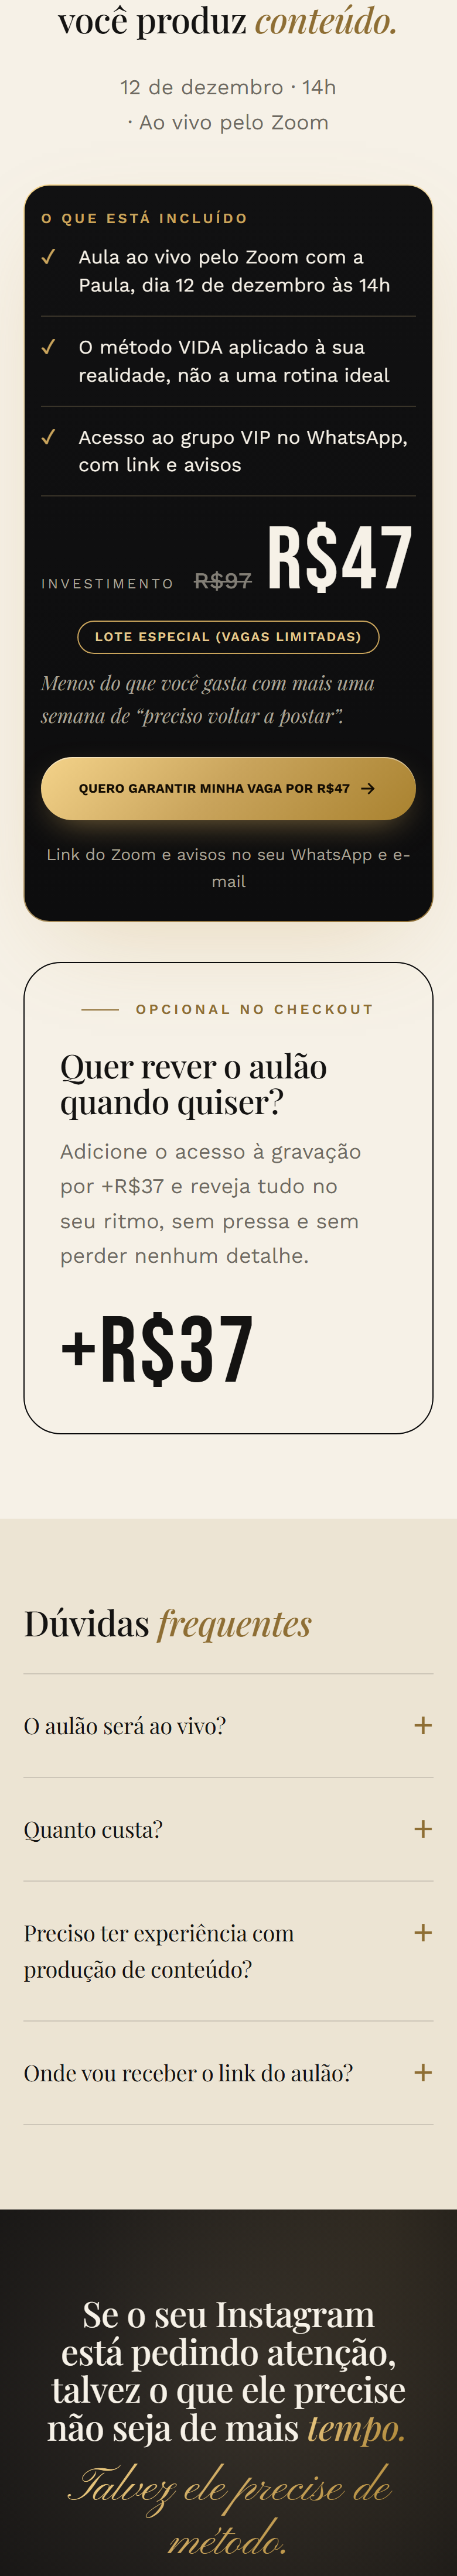 você produz conteúdo.
12 de dezembro · 14h
· Ao vivo pelo Zoom
O QUE ESTÁ INCLUÍDO
✓ Aula ao vivo pelo Zoom com a
Paula, dia 12 de dezembro às 14h
✓ O método VIDA aplicado à sua
realidade, não a uma rotina ideal
✓ Acesso ao grupo VIP no WhatsApp,
com link e avisos
INVESTIMENTO R$97 R$47
LOTE ESPECIAL (VAGAS LIMITADAS)
Menos do que você gasta com mais uma
semana de “preciso voltar a postar”.
QUERO GARANTIR MINHA VAGA POR R$47 →
Link do Zoom e avisos no seu WhatsApp e e-
mail
OPCIONAL NO CHECKOUT
Quer rever o aulão
quando quiser?
Adicione o acesso à gravação
por +R$37 e reveja tudo no
seu ritmo, sem pressa e sem
perder nenhum detalhe.
+R$37
Dúvidas frequentes
O aulão será ao vivo? +
Quanto custa? +
Preciso ter experiência com +
produção de conteúdo?
Onde vou receber o link do aulão? +
Se o seu Instagram
está pedindo atenção,
talvez o que ele precise
não seja de mais tempo.
Talvez ele precise de
método.